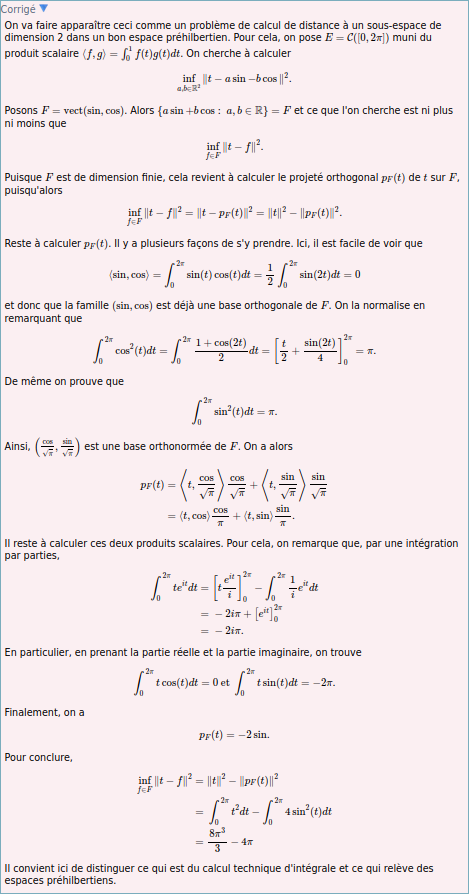 Corrigé ▼
On va faire apparaître ceci comme un problème de calcul de distance à un sous-espace de
dimension 2 dans un bon espace préhilbertien. Pour cela, on pose $E = \mathcal{C}([0, 2\pi])$ muni du
produit scalaire $\langle f, g\rangle = \int_0^1 f(t)g(t)dt$. On cherche à calculer
$\inf_{a,b\in\mathbb{R}^2} \|t - a\sin - b\cos\|^2.$
Posons $F = \text{vect}(\sin, \cos)$. Alors $\{a\sin + b\cos :\ a, b \in \mathbb{R}\} = F$ et ce que l'on cherche est ni plus
ni moins que
$\inf_{f\in F} \|t - f\|^2.$
Puisque $F$ est de dimension finie, cela revient à calculer le projeté orthogonal $p_F(t)$ de $t$ sur $F$,
puisqu'alors
$\inf_{f\in F} \|t - f\|^2 = \|t - p_F(t)\|^2 = \|t\|^2 - \|p_F(t)\|^2.$
Reste à calculer $p_F(t)$. Il y a plusieurs façons de s'y prendre. Ici, il est facile de voir que
$\langle \sin, \cos\rangle = \int_0^{2\pi} \sin(t)\cos(t)dt = \frac{1}{2}\int_0^{2\pi} \sin(2t)dt = 0$
et donc que la famille $(\sin, \cos)$ est déjà une base orthogonale de $F$. On la normalise en
remarquant que
$\int_0^{2\pi} \cos^2(t)dt = \int_0^{2\pi} \frac{1 + \cos(2t)}{2}dt = \left[\frac{t}{2} + \frac{\sin(2t)}{4}\right]_0^{2\pi} = \pi.$
De même on prouve que
$\int_0^{2\pi} \sin^2(t)dt = \pi.$
Ainsi, $\left(\frac{\cos}{\sqrt{\pi}}, \frac{\sin}{\sqrt{\pi}}\right)$ est une base orthonormée de $F$. On a alors
$p_F(t) = \left\langle t, \frac{\cos}{\sqrt{\pi}}\right\rangle \frac{\cos}{\sqrt{\pi}} + \left\langle t, \frac{\sin}{\sqrt{\pi}}\right\rangle \frac{\sin}{\sqrt{\pi}}$
$= \langle t, \cos\rangle \frac{\cos}{\pi} + \langle t, \sin\rangle \frac{\sin}{\pi}.$
Il reste à calculer ces deux produits scalaires. Pour cela, on remarque que, par une intégration
par parties,
$\int_0^{2\pi} te^{it}dt = \left[t\frac{e^{it}}{i}\right]_0^{2\pi} - \int_0^{2\pi} \frac{1}{i}e^{it}dt$
$= -2i\pi + \left[e^{it}\right]_0^{2\pi}$
$= -2i\pi.$
En particulier, en prenant la partie réelle et la partie imaginaire, on trouve
$\int_0^{2\pi} t\cos(t)dt = 0$ et $\int_0^{2\pi} t\sin(t)dt = -2\pi.$
Finalement, on a
$p_F(t) = -2\sin.$
Pour conclure,
$\inf_{f\in F} \|t - f\|^2 = \|t\|^2 - \|p_F(t)\|^2$
$= \int_0^{2\pi} t^2dt - \int_0^{2\pi} 4\sin^2(t)dt$
$= \frac{8\pi^3}{3} - 4\pi$
Il convient ici de distinguer ce qui est du calcul technique d'intégrale et ce qui relève des
espaces préhilbertiens.